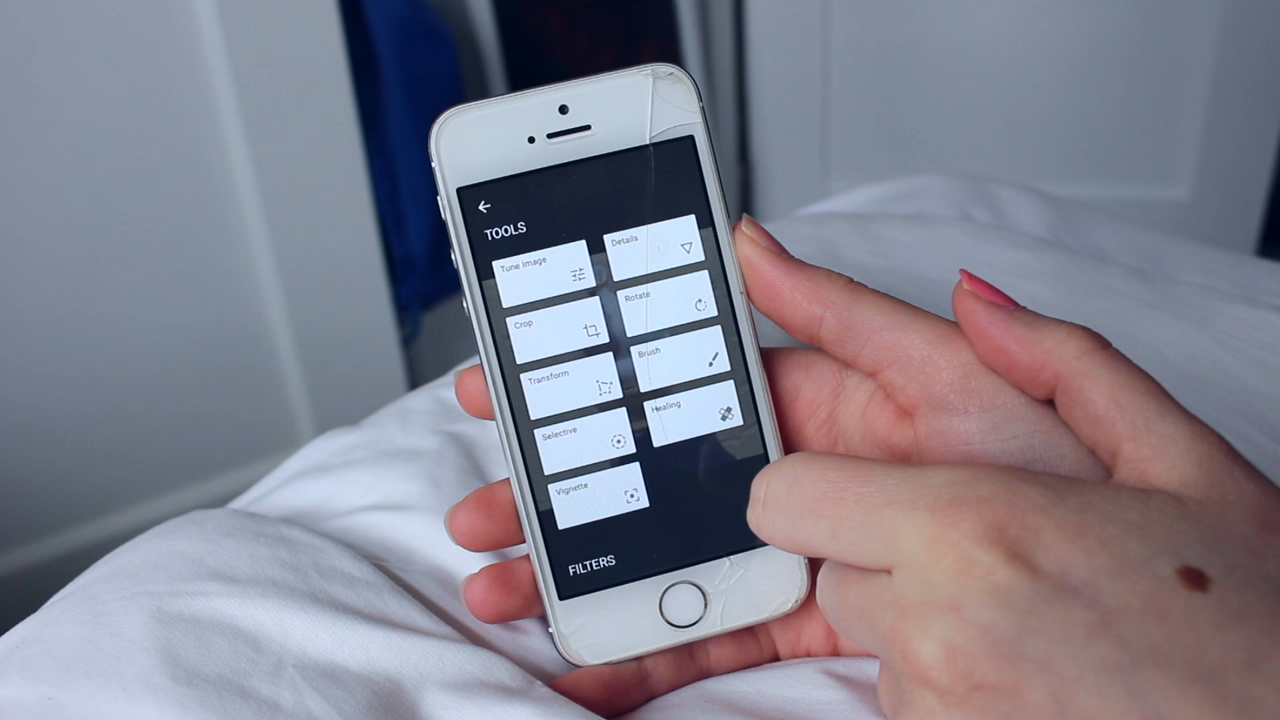 TOOLS
Tune Image
Details
Crop
Rotate
Transform
Brush
Selective
Healing
Vignette
FILTERS